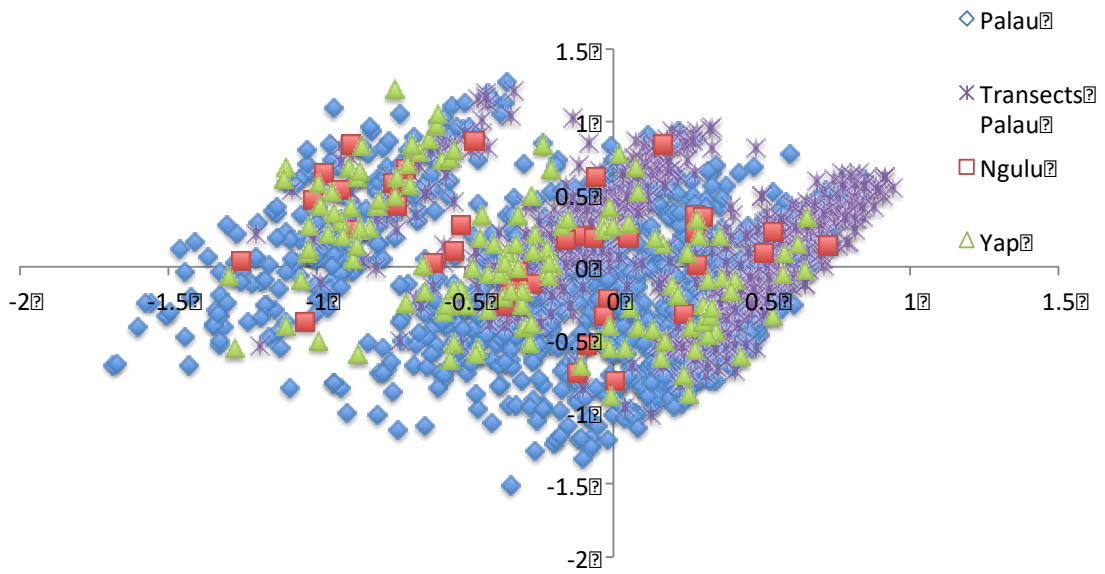 Palau⍰
Transects⍰
Palau⍰
Ngulu⍰
Yap⍰
1.5⍰
1⍰
0.5⍰
0⍰
-2⍰ -1.5⍰ -1⍰ -0.5⍰ 0⍰ 0.5⍰ 1⍰ 1.5⍰
-0.5⍰
-1⍰
-1.5⍰
-2⍰